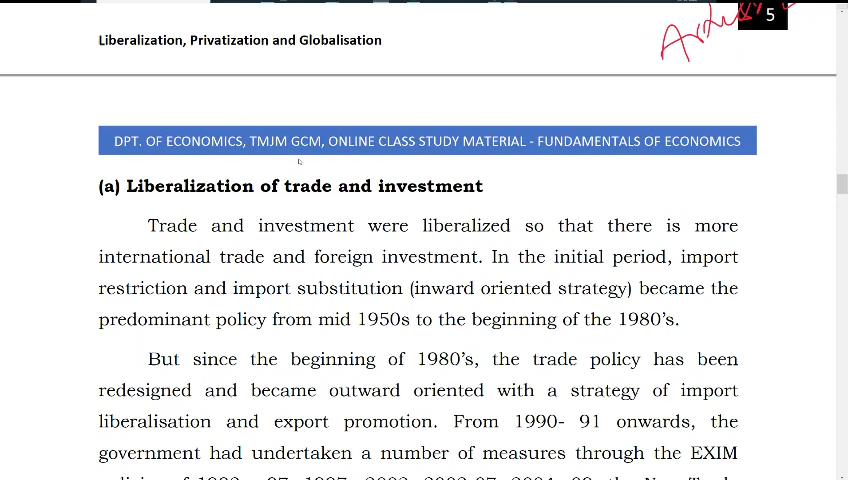 5
Liberalization, Privatization and Globalisation
DPT. OF ECONOMICS, TMJM GCM, ONLINE CLASS STUDY MATERIAL - FUNDAMENTALS OF ECONOMICS
(a) Liberalization of trade and investment
Trade and investment were liberalized so that there is more
international trade and foreign investment. In the initial period, import
restriction and import substitution (inward oriented strategy) became the
predominant policy from mid 1950s to the beginning of the 1980’s.
But since the beginning of 1980’s, the trade policy has been
redesigned and became outward oriented with a strategy of import
liberalisation and export promotion. From 1990- 91 onwards, the
government had undertaken a number of measures through the EXIM